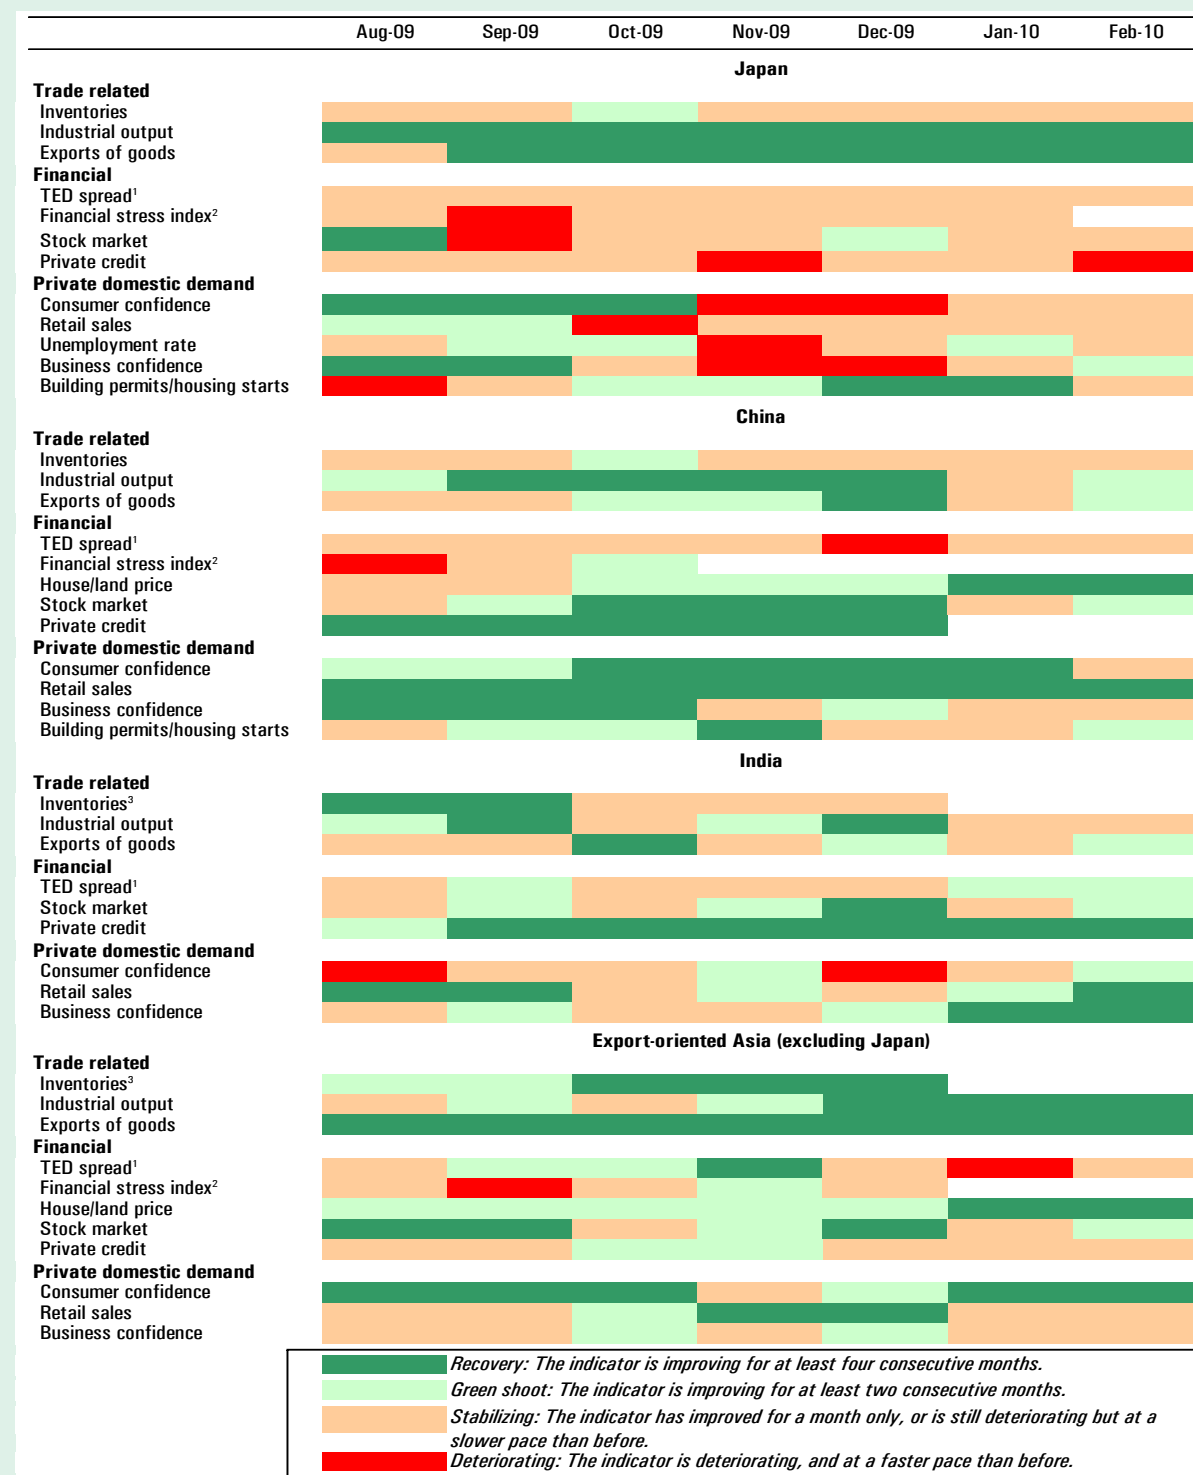 Aug-09 Sep-09 Oct-09 Nov-09 Dec-09 Jan-10 Feb-10
Japan
Trade related
Inventories
Industrial output
Exports of goods
Financial
TED spread¹
Financial stress index²
Stock market
Private credit
Private domestic demand
Consumer confidence
Retail sales
Unemployment rate
Business confidence
Building permits/housing starts
China
Trade related
Inventories
Industrial output
Exports of goods
Financial
TED spread¹
Financial stress index²
House/land price
Stock market
Private credit
Private domestic demand
Consumer confidence
Retail sales
Business confidence
Building permits/housing starts
India
Trade related
Inventories³
Industrial output
Exports of goods
Financial
TED spread¹
Stock market
Private credit
Private domestic demand
Consumer confidence
Retail sales
Business confidence
Export-oriented Asia (excluding Japan)
Trade related
Inventories³
Industrial output
Exports of goods
Financial
TED spread¹
Financial stress index²
House/land price
Stock market
Private credit
Private domestic demand
Consumer confidence
Retail sales
Business confidence
Recovery: The indicator is improving for at least four consecutive months.
Green shoot: The indicator is improving for at least two consecutive months.
Stabilizing: The indicator has improved for a month only, or is still deteriorating but at a
slower pace than before.
Deteriorating: The indicator is deteriorating, and at a faster pace than before.